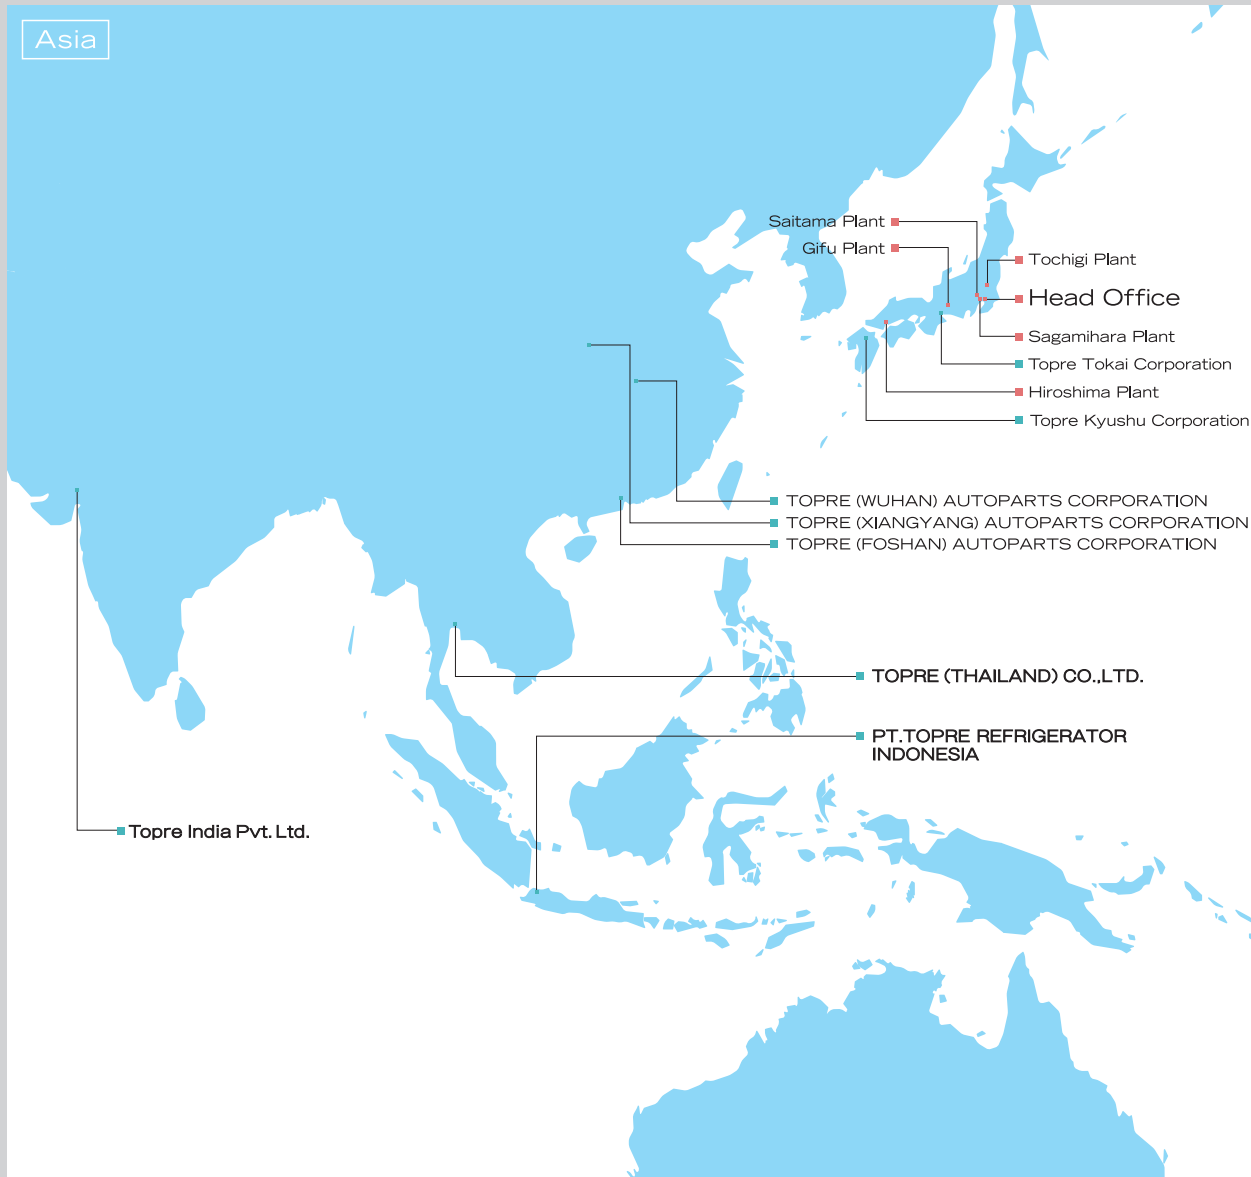 Asia
Saitama Plant
Gifu Plant
Tochigi Plant
Head Office
Sagamihara Plant
Topre Tokai Corporation
Hiroshima Plant
Topre Kyushu Corporation
TOPRE (WUHAN) AUTOPARTS CORPORATION
TOPRE (XIANGYANG) AUTOPARTS CORPORATION
TOPRE (FOSHAN) AUTOPARTS CORPORATION
TOPRE (THAILAND) CO.,LTD.
PT.TOPRE REFRIGERATOR
INDONESIA
Topre India Pvt. Ltd.